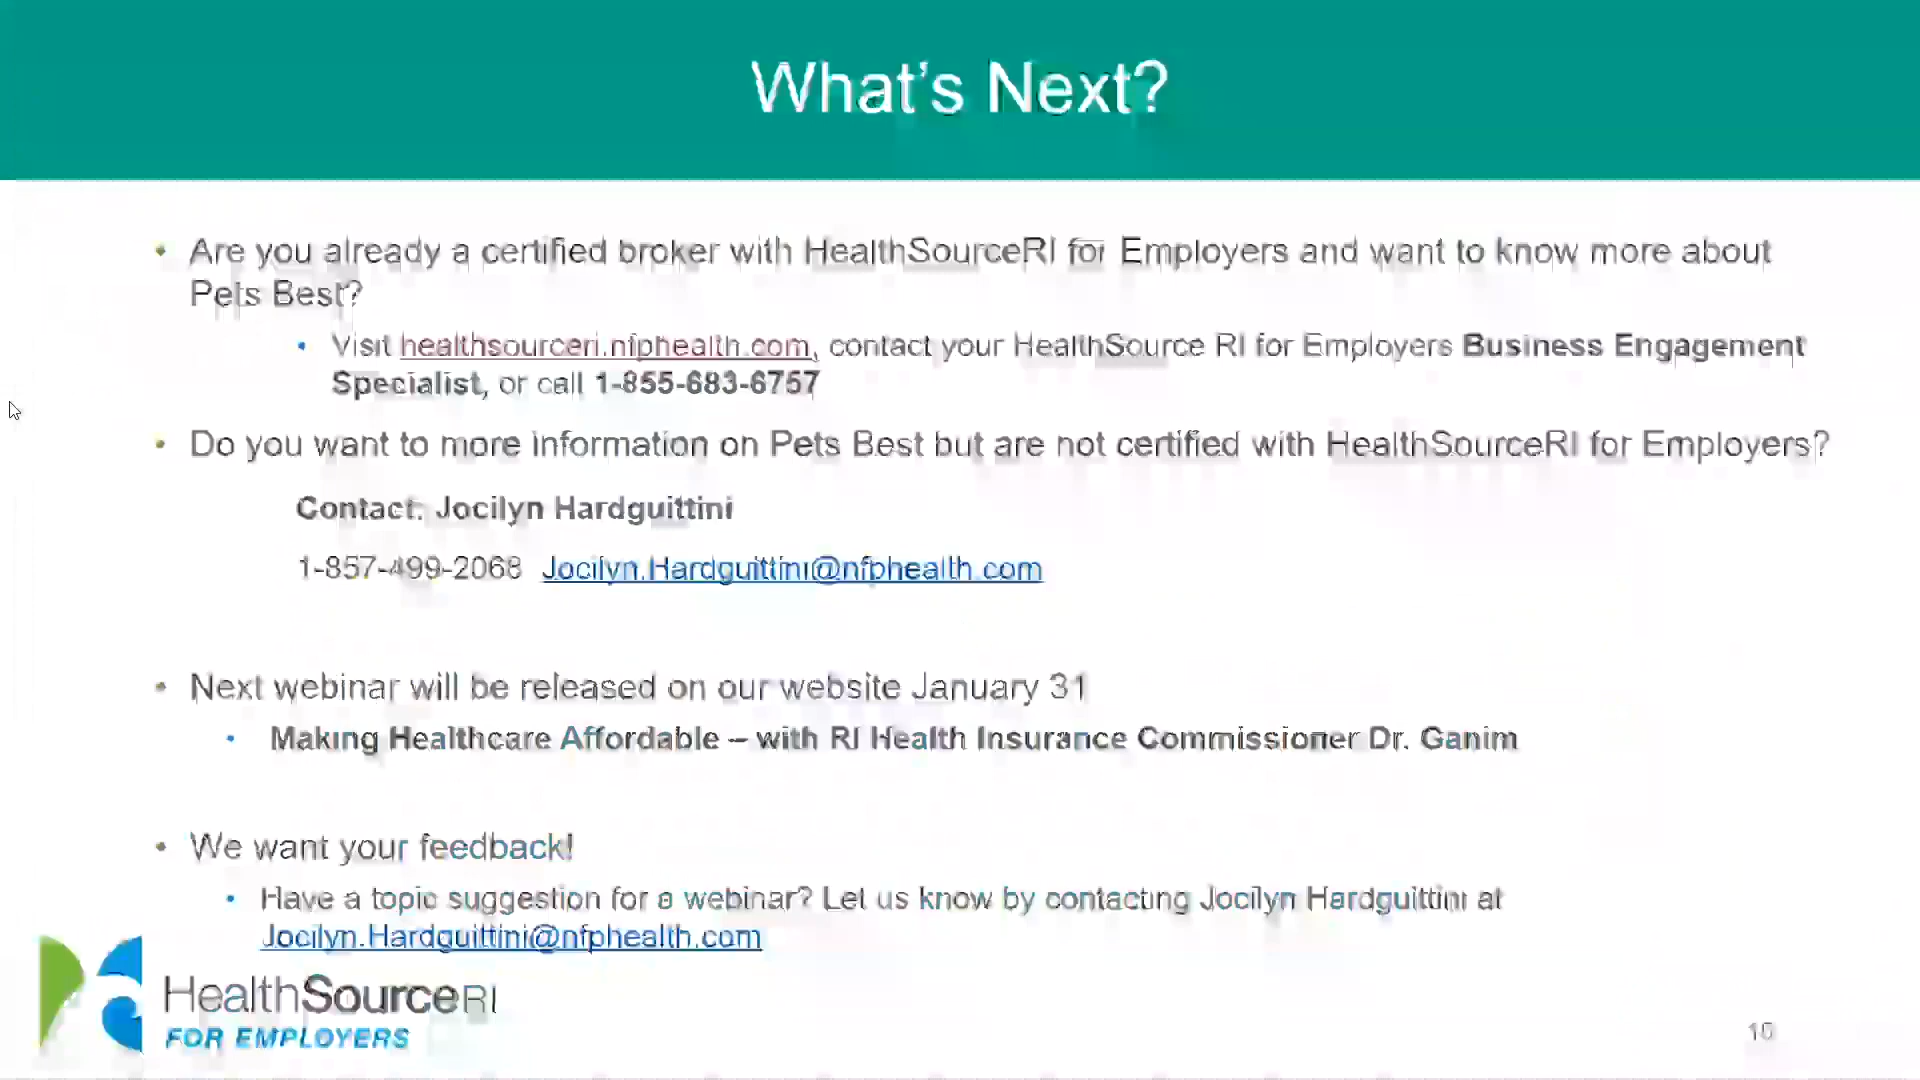 What's Next?
• Are you already a certified broker with HealthSourceRI for Employers and want to know more about
Pets Best?
• Visit healthsourceri.nfphealth.com, contact your HealthSource RI for Employers Business Engagement
Specialist, or call 1-855-683-6757
• Do you want to more information on Pets Best but are not certified with HealthSourceRI for Employers?
Contact: Jocilyn Hardguittini
1-857-499-2068 Jocilyn.Hardguittini@nfphealth.com
• Next webinar will be released on our website January 31
• Making Healthcare Affordable – with RI Health Insurance Commissioner Dr. Ganim
• We want your feedback!
• Have a topic suggestion for a webinar? Let us know by contacting Jocilyn Hardguittini at
Jocilyn.Hardguittini@nfphealth.com
HealthSourceRI
FOR EMPLOYERS